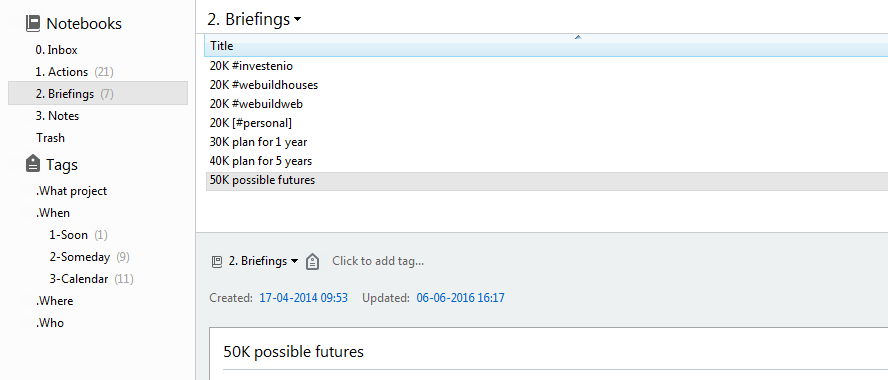 Notebooks
0. Inbox
1. Actions (21)
2. Briefings (7)
3. Notes
Trash
Tags
.What project
.When
1-Soon (1)
2-Someday (9)
3-Calendar (11)
.Where
.Who
2. Briefings
Title
20K #investenio
20K #webuildhouses
20K #webuildweb
20K [#personal]
30K plan for 1 year
40K plan for 5 years
50K possible futures
2. Briefings Click to add tag...
Created: 17-04-2014 09:53 Updated: 06-06-2016 16:17
50K possible futures